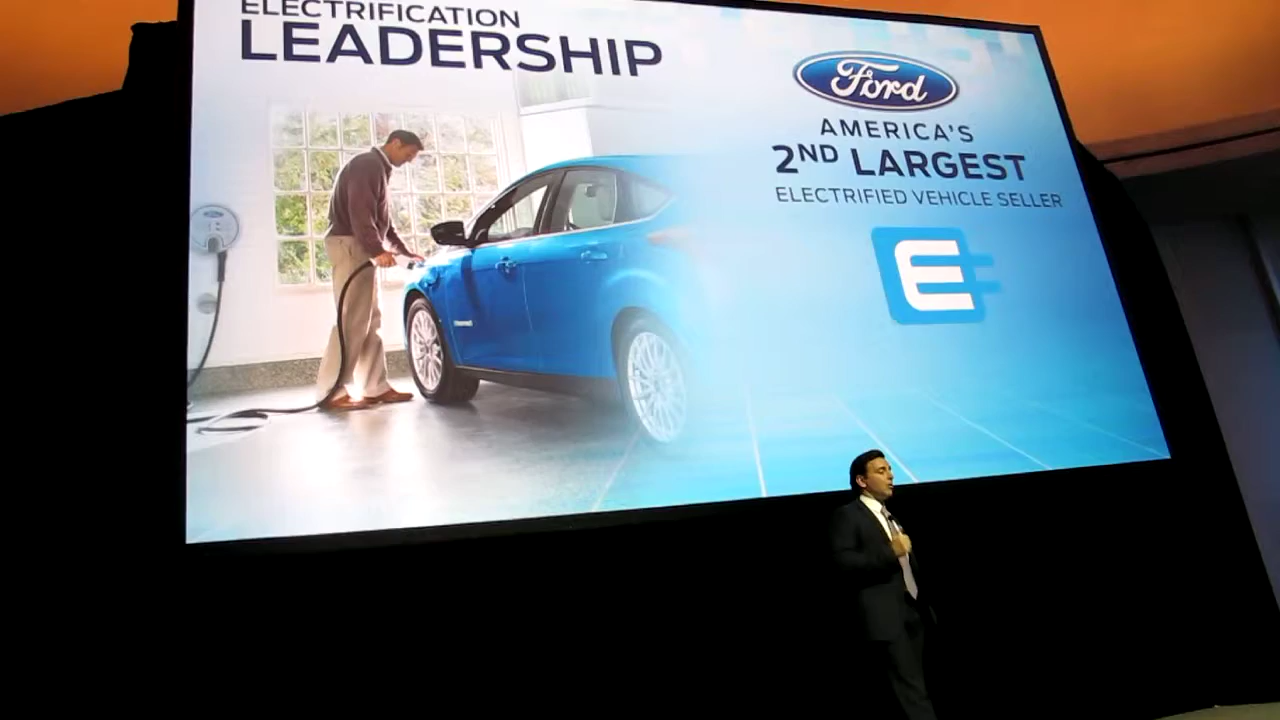 ELECTRIFICATION
LEADERSHIP
Ford
AMERICA'S
2ND LARGEST
ELECTRIFIED VEHICLE SELLER
E